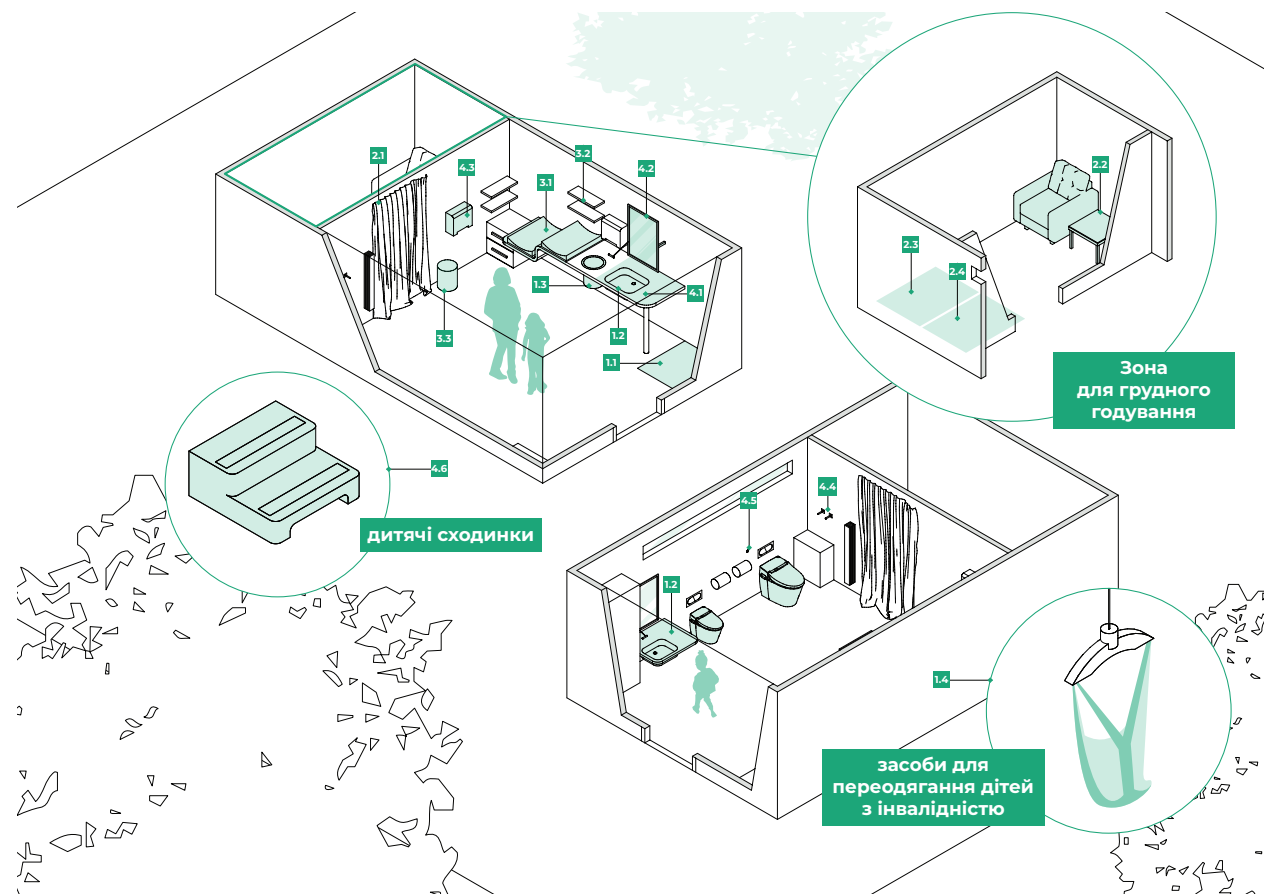 2.1
4.3
3.1
3.2
4.2
1.3
4.1
1.2
3.3
1.1
2.2
2.3
2.4
Зона
для грудного
годування
4.6
дитячі сходинки
4.5
4.4
1.2
1.4
засоби для
переодягання дітей
з інвалідністю